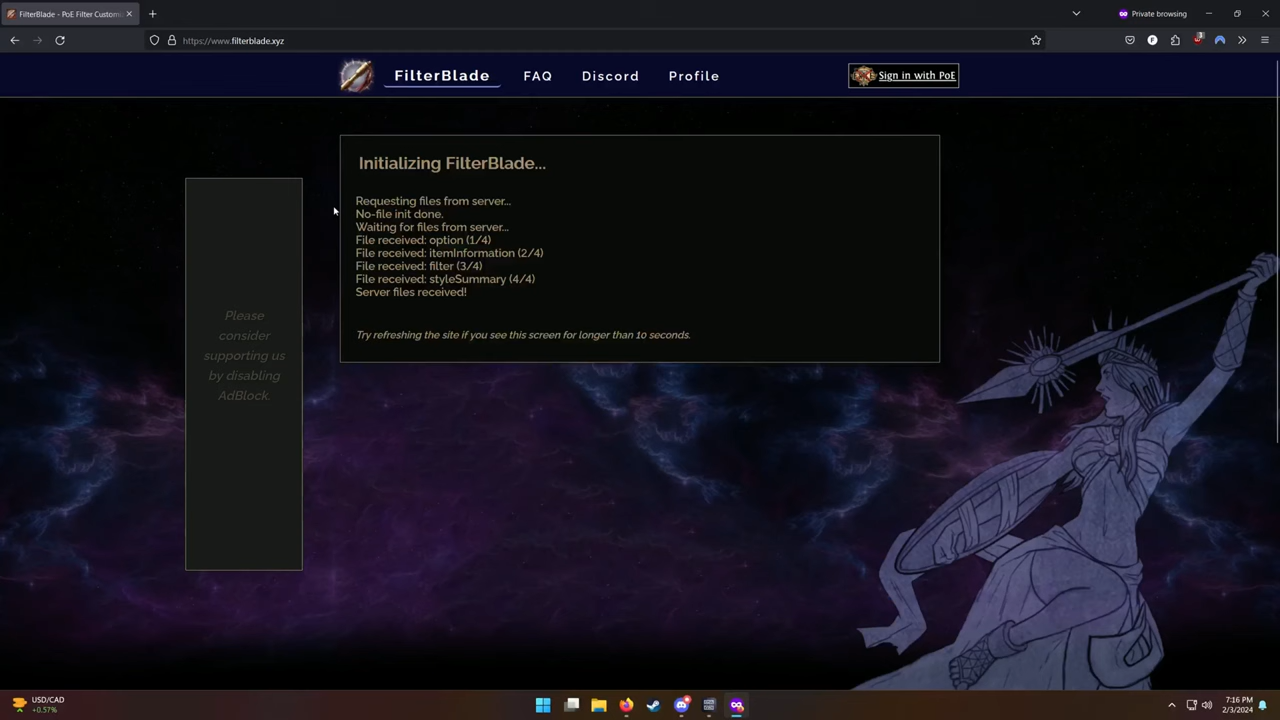 FilterBlade - PoE Filter Customi
Private browsing
https://www.filterblade.xyz
3
FilterBlade
FAQ
Discord
Profile
Sign in with PoE
Initializing FilterBlade...
Requesting files from server...
No-file init done.
Waiting for files from server...
File received: option (1/4)
File received: itemInformation (2/4)
File received: filter (3/4)
File received: styleSummary (4/4)
Server files received!
Try refreshing the site if you see this screen for longer than 10 seconds.
Please
consider
supporting us
by disabling
AdBlock.
USD/CAD
+0.57%
7:16 PM
2/3/2024